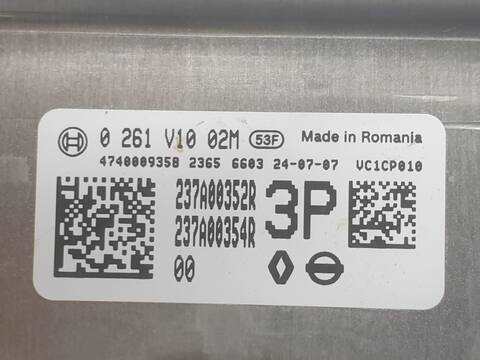 0 261 V10 02M 53F Made in Romania
4740009358 2365 6603 24-07-07 VC1CP010
237A00352R
237A00354R
3P
00